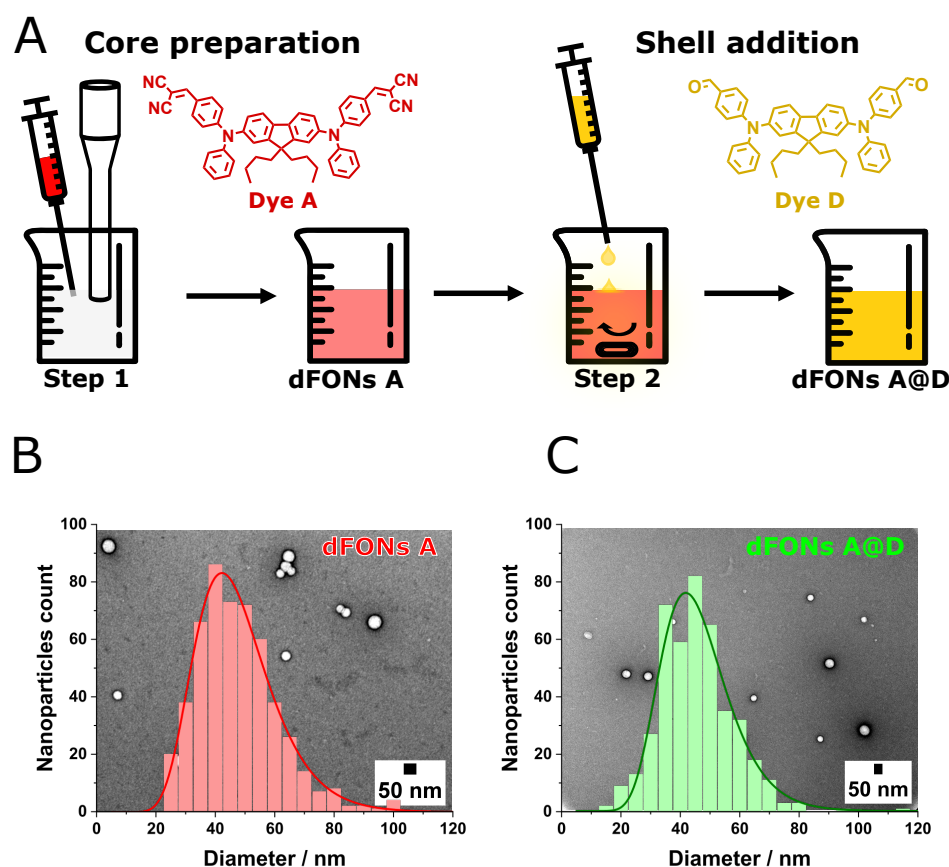 A
Core preparation
Shell addition
CN
NC
CN
CN
N
N
Dye A
O
O
N
N
Dye D
Step 1
dFONs A
Step 2
dFONs A@D
B
C
dFONs A
Nanoparticles count
100
80
60
40
20
0
0 20 40 60 80 100 120
Diameter / nm
50 nm
dFONs A@D
Nanoparticles count
100
80
60
40
20
0
0 20 40 60 80 100 120
Diameter / nm
50 nm